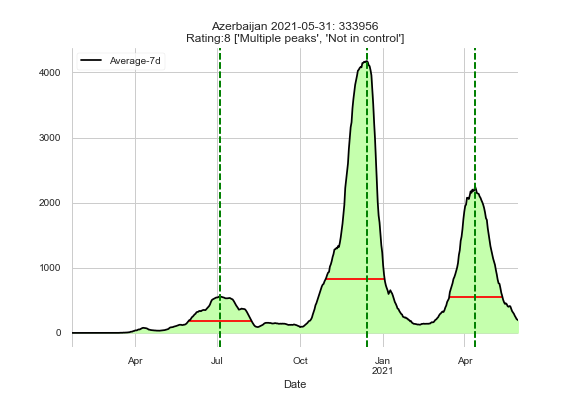 Azerbaijan 2021-05-31: 333956
Rating:8 ['Multiple peaks', 'Not in control']
Average-7d
4000
3000
2000
1000
0
Apr Jul Oct Jan Apr
2021
Date